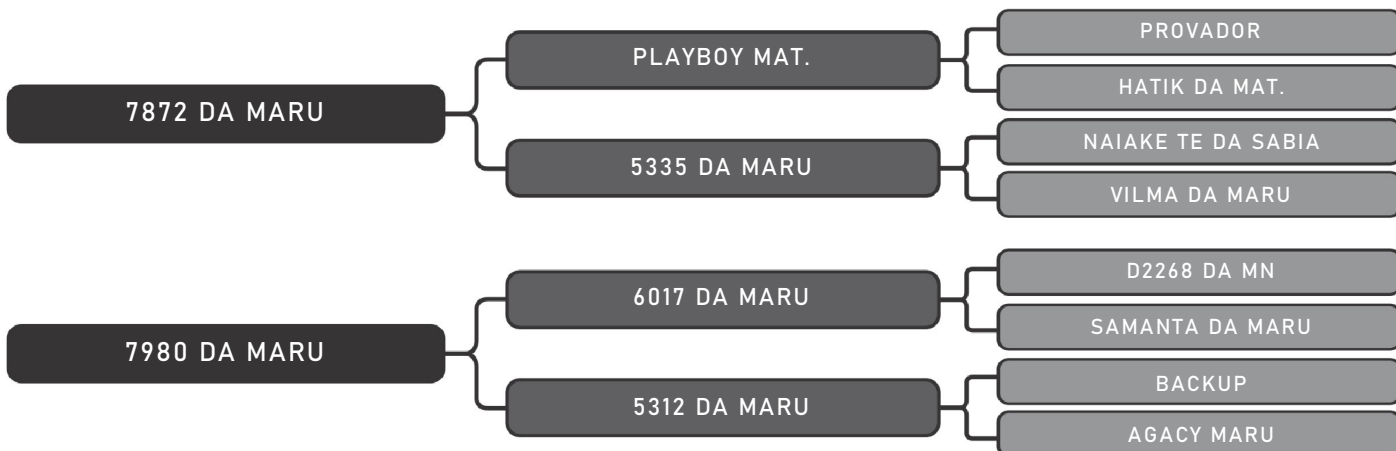 7872 DA MARU
PLAYBOY MAT.
PROVADOR
HATIK DA MAT.
5335 DA MARU
NAIAKE TE DA SABIA
VILMA DA MARU
7980 DA MARU
6017 DA MARU
D2268 DA MN
SAMANTA DA MARU
5312 DA MARU
BACKUP
AGACY MARU